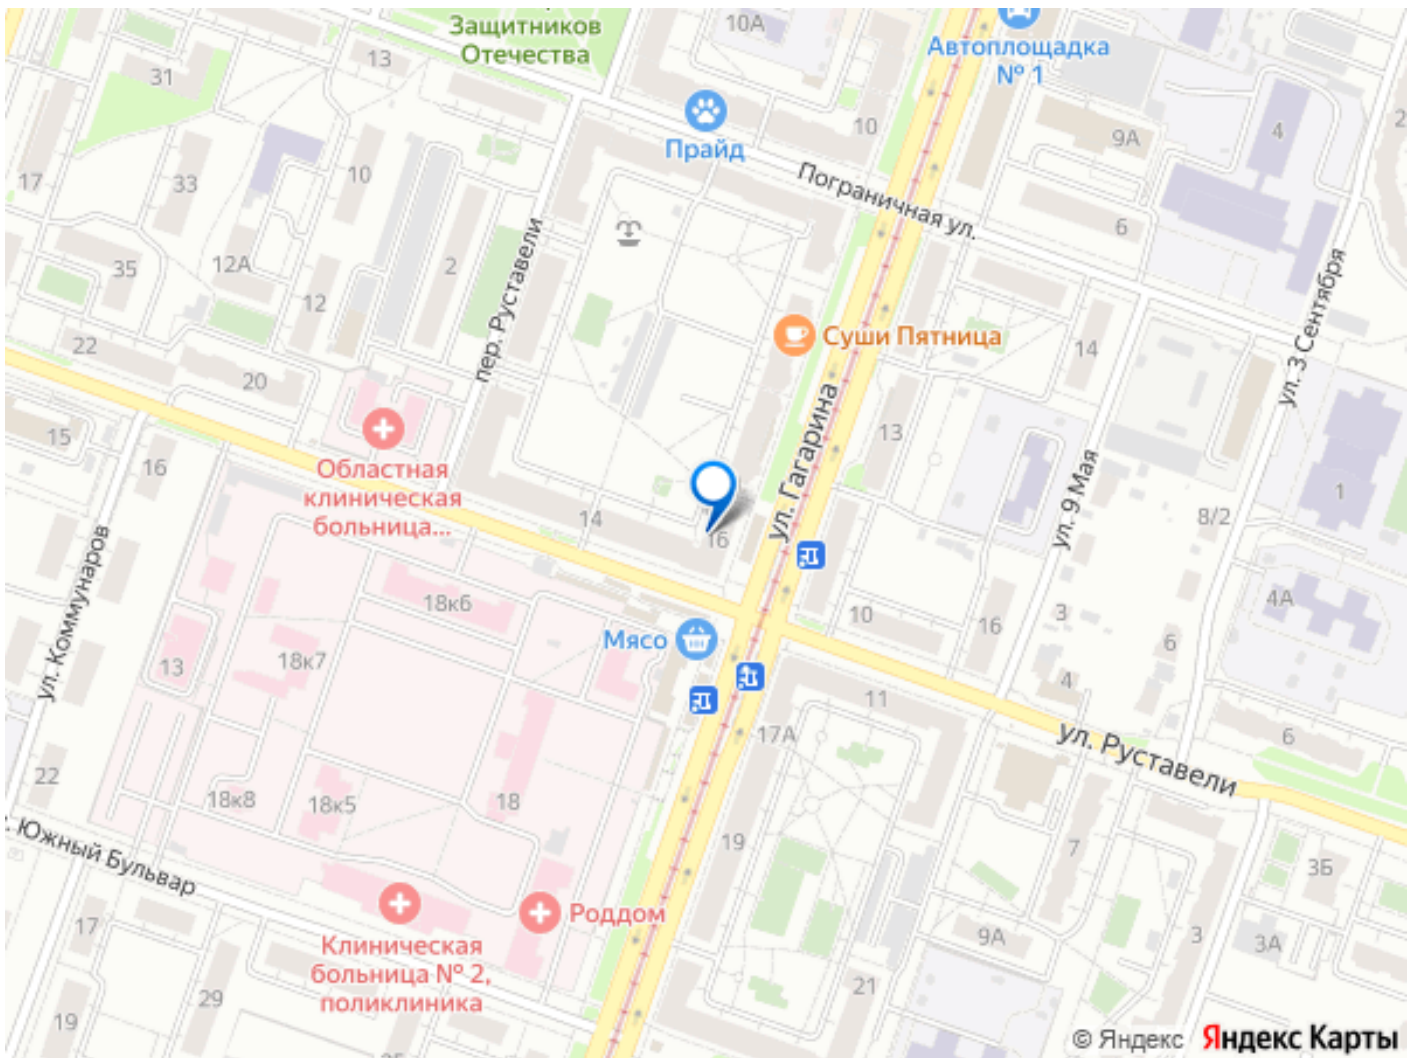 Защитников
Отечества
10А
13
31
Автоплощадка
№ 1
Прайд
10
9А
4
17
33
10
Пограничная ул.
6
пер. Руставели
35
12А
2
12
ул. 3 Сентября
22
20
Суши Пятница
14
15
16
13
ул. Гагарина
Областная
клиническая
больница...
14
16
ул. 9 Мая
8/2
1
ул. Коммунаров
18к6
10
16
3
6
4А
Мясо
13
18к7
4
11
17А
ул. Руставели
6
22
18к8
18к5
18
19
7
3Б
. Южный Бульвар
Роддом
Клиническая
больница № 2,
поликлиника
17
9А
3
3А
29
21
19
© Яндекс Яндекс Карты